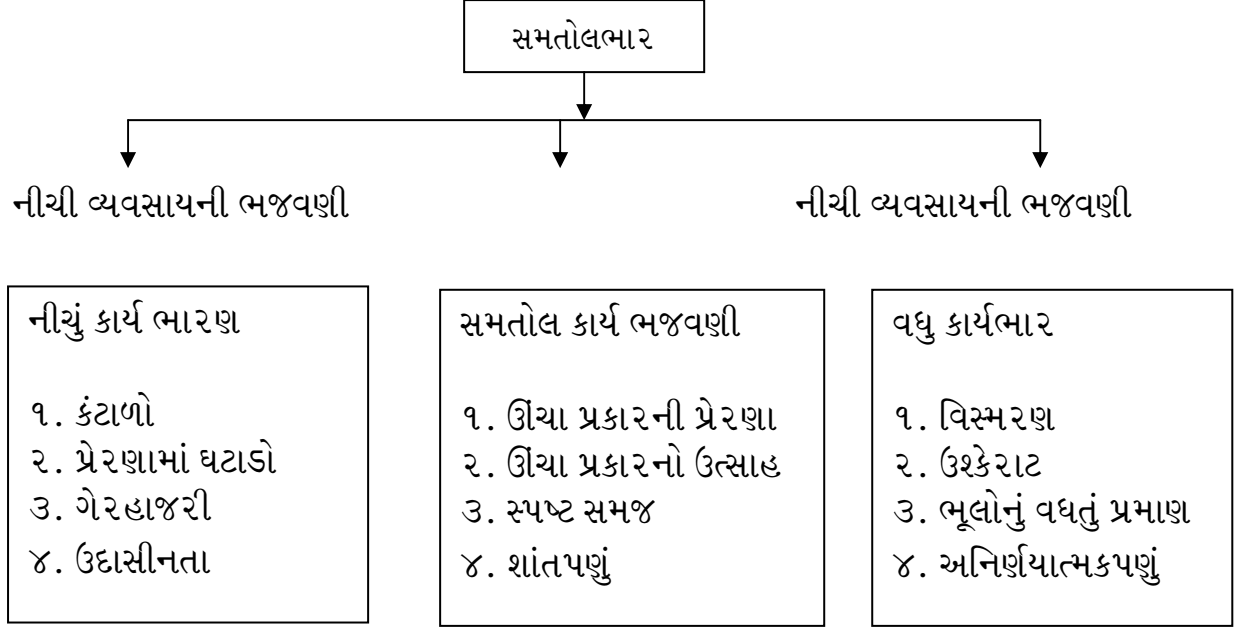 સમતોલભાર
નીચી વ્યવસાયની ભજવણી
નીચી વ્યવસાયની ભજવણી
નીચું કાર્ય ભારણ
૧. કંટાળો
૨. પ્રેરણામાં ઘટાડો
૩. ગેરહાજરી
૪. ઉદાસીનતા
સમતોલ કાર્ય ભજવણી
૧. ઊંચા પ્રકારની પ્રેરણા
૨. ઊંચા પ્રકારનો ઉત્સાહ
૩. સ્પષ્ટ સમજ
૪. શાંતપણું
વધુ કાર્યભાર
૧. વિસ્મરણ
૨. ઉશ્કેરાટ
૩. ભૂલોનું વધતું પ્રમાણ
૪. અનિર્ણયાત્મકપણું